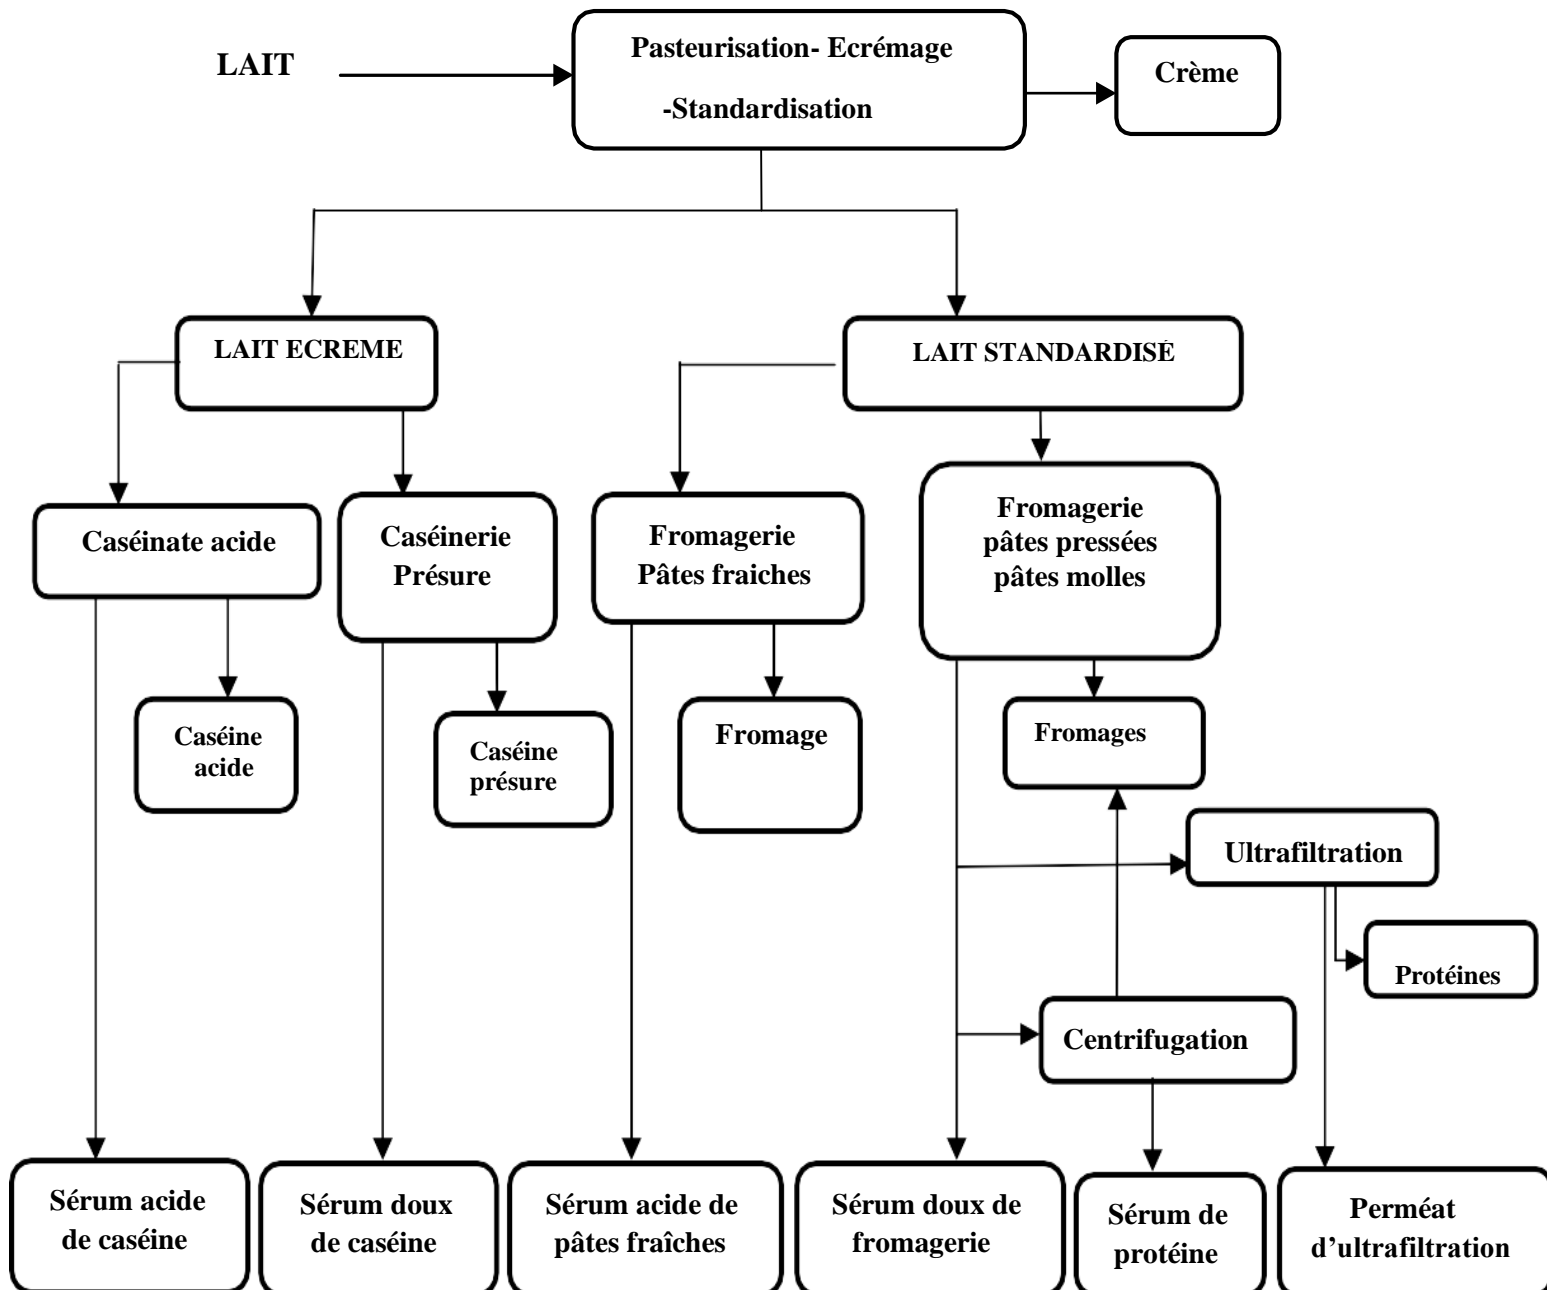 LAIT
Pasteurisation- Ecrémage
-Standardisation
Crème
LAIT ECREME
LAIT STANDARDISÉ
Caséinate acide
Caséinerie
Présure
Fromagerie
Pâtes fraiches
Fromagerie
pâtes pressées
pâtes molles
Caséine
acide
Caséine
présure
Fromage
Fromages
Ultrafiltration
Protéines
Centrifugation
Sérum acide
de caséine
Sérum doux
de caséine
Sérum acide de
pâtes fraîches
Sérum doux de
fromagerie
Sérum de
protéine
Perméat
d’ultrafiltration